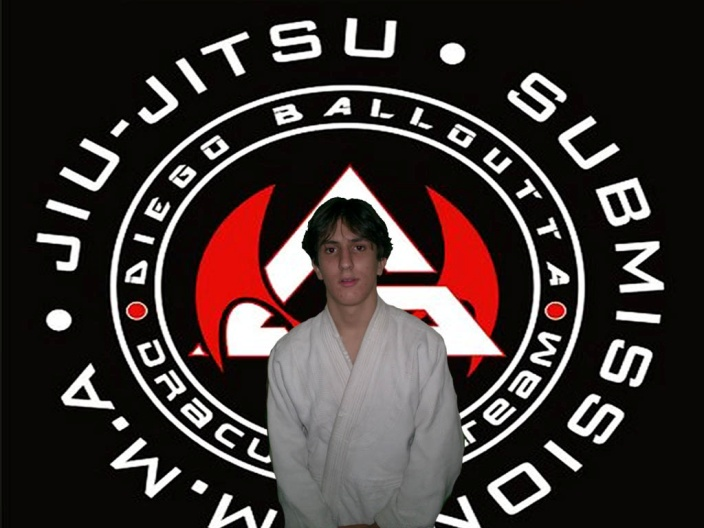 JIU-JITSU • SUBMISSION • M.M.A •
DIEGO BALLOUTTA
TEAM